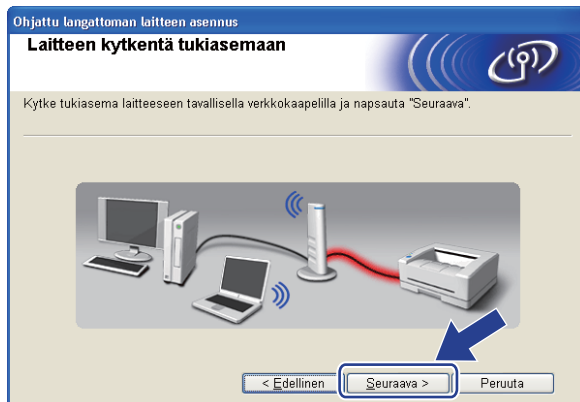 Ohjattu langattoman laitteen asennus
Laitteen kytkentä tukiasemaan
Kytke tukiasema laitteeseen tavallisella verkkokaapelilla ja napsauta "Seuraava".
< Edellinen Seuraava > Peruuta